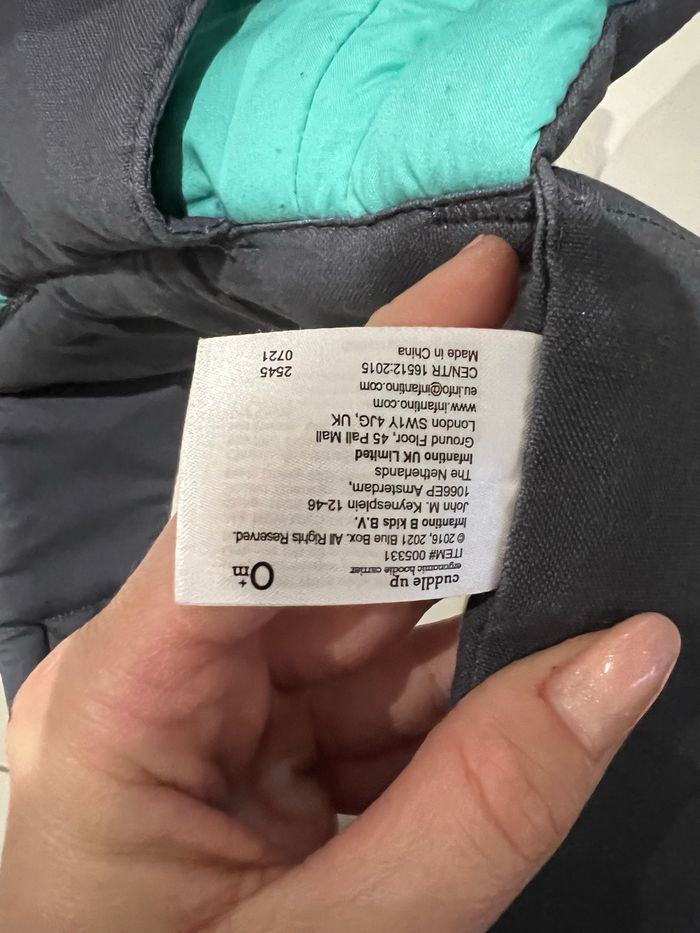 cuddle up
ergonomic hoodie carrier
0+m
ITEM# 005331
© 2016, 2021 Blue Box. All Rights Reserved.
Infantino B kids B.V.
John M. Keynesplein 12-46
1066EP Amsterdam,
The Netherlands
Infantino UK Limited
Ground Floor, 45 Pall Mall
London SW1Y 4JG, UK
www.infantino.com
eu.info@infantino.com
CEN/TR 16512:2015
Made in China
2545
0721